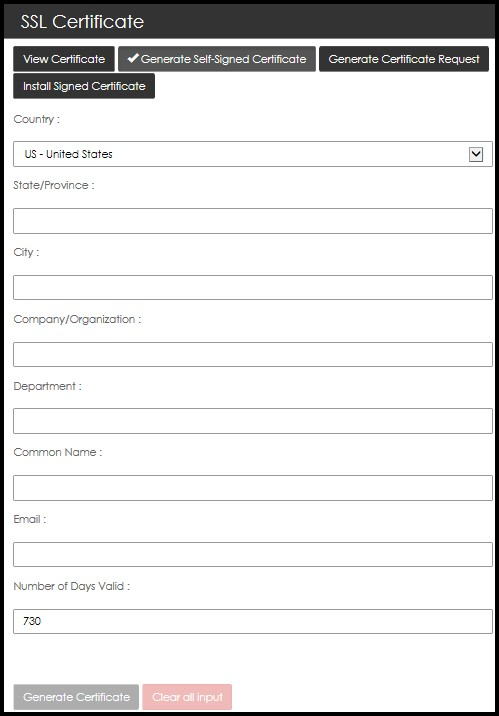 SSL Certificate
View Certificate ✔ Generate Self-Signed Certificate Generate Certificate Request
Install Signed Certificate
Country :
US - United States
State/Province :
City :
Company/Organization :
Department :
Common Name :
Email :
Number of Days Valid :
730
Generate Certificate Clear all input